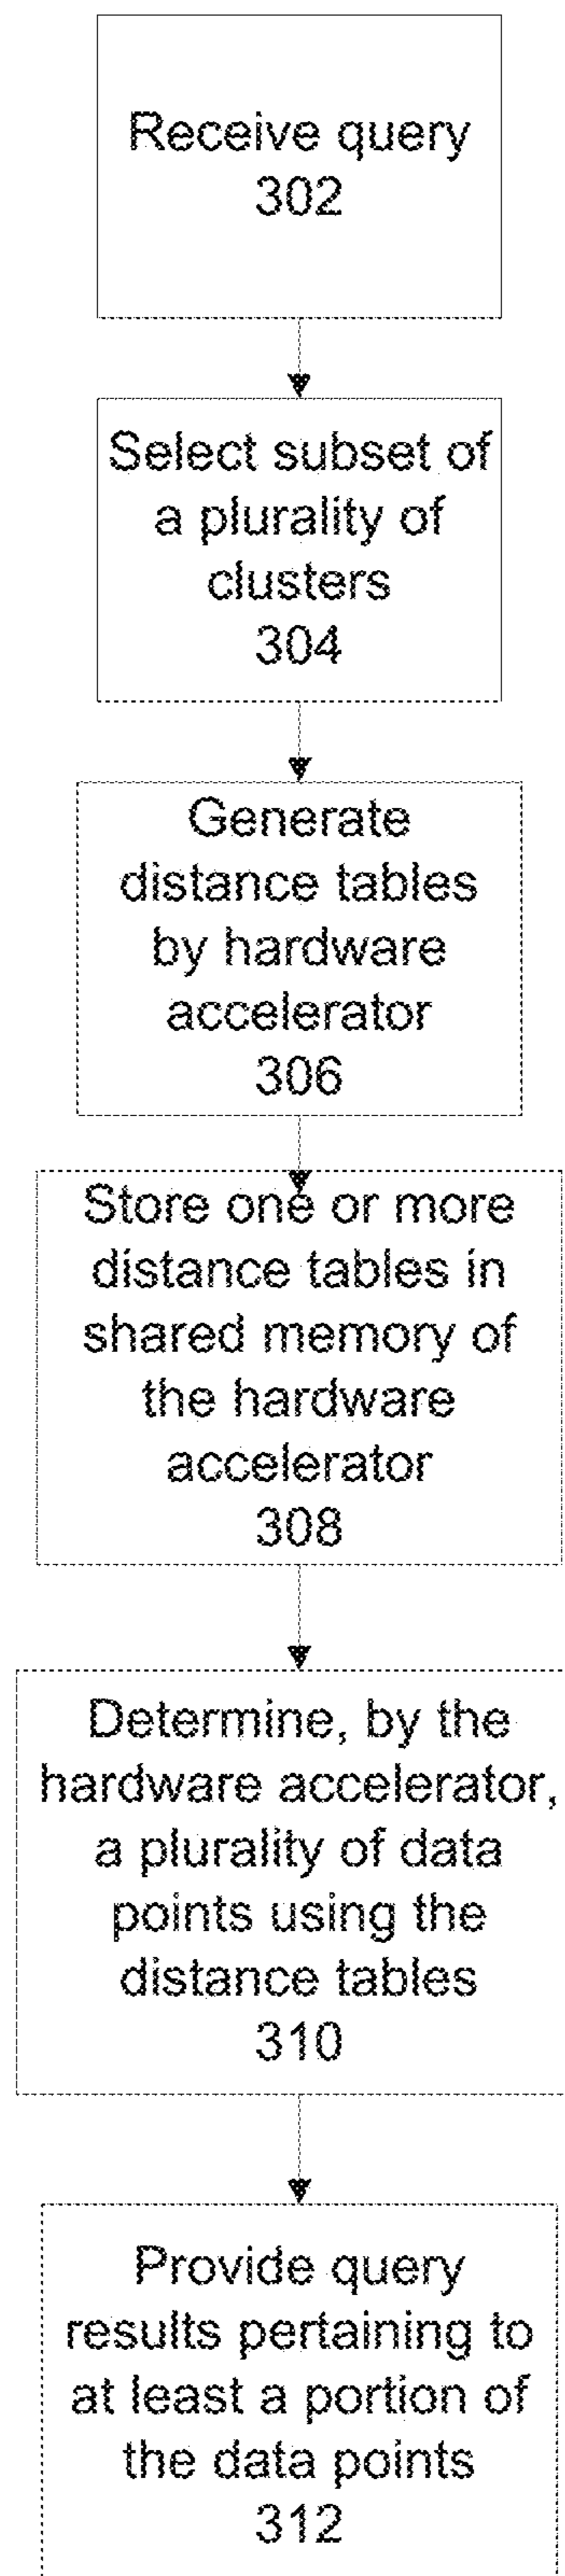 Receive query
302
Select subset of
a plurality of
clusters
304
Generate
distance tables
by hardware
accelerator
306
Store one or more
distance tables in
shared memory of
the hardware
accelerator
308
Determine, by the
hardware accelerator,
a plurality of data
points using the
distance tables
310
Provide query
results pertaining to
at least a portion of
the data points
312